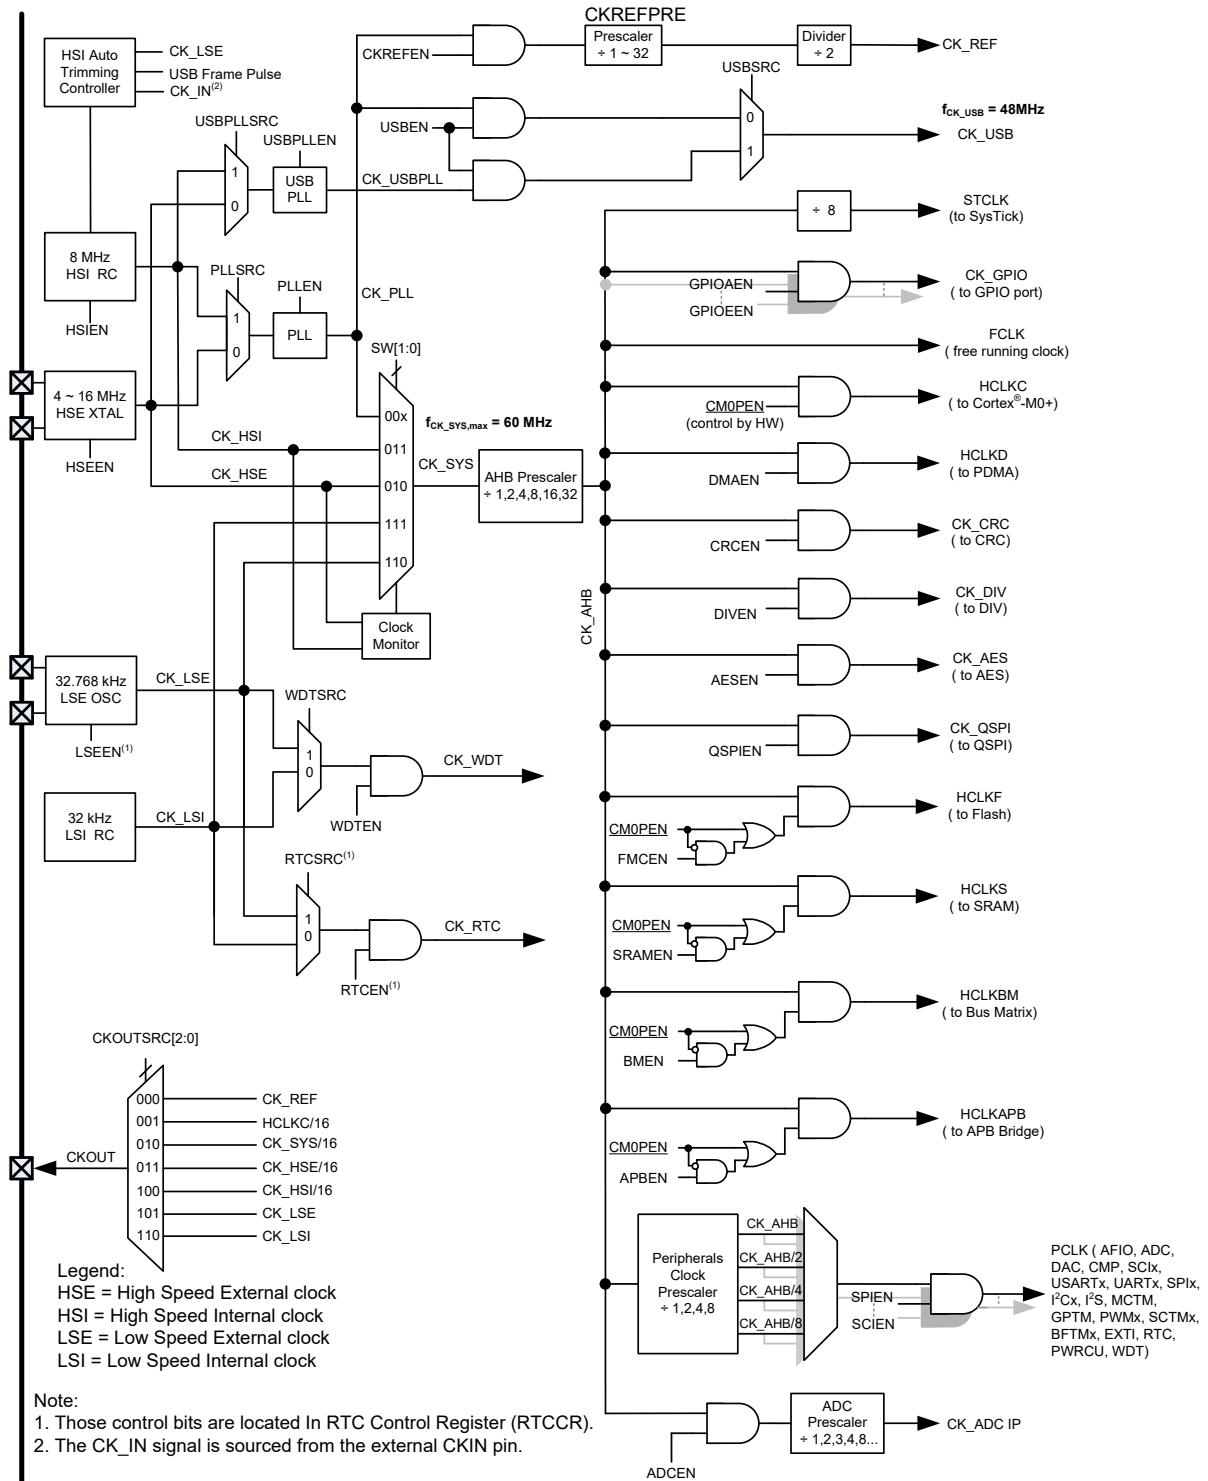 CKREFPRE
HSI Auto
Trimming
Controller
CK_LSE
USB Frame Pulse
CK_IN(2)
CKREFEN
Prescaler
÷ 1 ~ 32
Divider
÷ 2
CK_REF
USBSRC
USBEN
0
1
fCK_USB = 48MHz
CK_USB
USBPLLSRC
USBPLLEN
1
0
USB
PLL
CK_USBPLL
÷ 8
STCLK
(to SysTick)
8 MHz
HSI RC
HSIEN
PLLSRC
PLLEN
1
0
PLL
CK_PLL
GPIOAEN
GPIOEEN
CK_GPIO
( to GPIO port)
FCLK
( free running clock)
4 ~ 16 MHz
HSE XTAL
HSEEN
SW[1:0]
00x
011
010
111
110
fCK_SYS,max = 60 MHz
CK_HSI
CK_HSE
CK_SYS
AHB Prescaler
÷ 1,2,4,8,16,32
CM0PEN
(control by HW)
HCLKC
( to Cortex®-M0+)
DMAEN
HCLKD
( to PDMA)
CRCEN
CK_CRC
( to CRC)
CK_AHB
DIVEN
CK_DIV
( to DIV)
Clock
Monitor
AESEN
CK_AES
( to AES)
32.768 kHz
LSE OSC
CK_LSE
LSEEN(1)
WDTSRC
1
0
CK_WDT
WDTEN
QSPIEN
CK_QSPI
( to QSPI)
32 kHz
LSI RC
CK_LSI
CM0PEN
FMCEN
HCLKF
( to Flash)
RTCSRC(1)
1
0
CK_RTC
RTCEN(1)
CM0PEN
SRAMEN
HCLKS
( to SRAM)
CM0PEN
BMEN
HCLKBM
( to Bus Matrix)
CM0PEN
APBEN
HCLKAPB
( to APB Bridge)
CKOUTSRC[2:0]
CKOUT
000 CK_REF
001 HCLKC/16
010 CK_SYS/16
011 CK_HSE/16
100 CK_HSI/16
101 CK_LSE
110 CK_LSI
Peripherals
Clock
Prescaler
÷ 1,2,4,8
CK_AHB
CK_AHB/2
CK_AHB/4
CK_AHB/8
SPIEN
SCIEN
PCLK ( AFIO, ADC,
DAC, CMP, SCIx,
USARTx, UARTx, SPIx,
I2Cx, I2S, MCTM,
GPTM, PWMx, SCTMx,
BFTMx, EXTI, RTC,
PWRCU, WDT)
ADCEN
ADC
Prescaler
÷ 1,2,3,4,8...
CK_ADC IP
Legend:
HSE = High Speed External clock
HSI = High Speed Internal clock
LSE = Low Speed External clock
LSI = Low Speed Internal clock
Note:
1. Those control bits are located In RTC Control Register (RTCCR).
2. The CK_IN signal is sourced from the external CKIN pin.